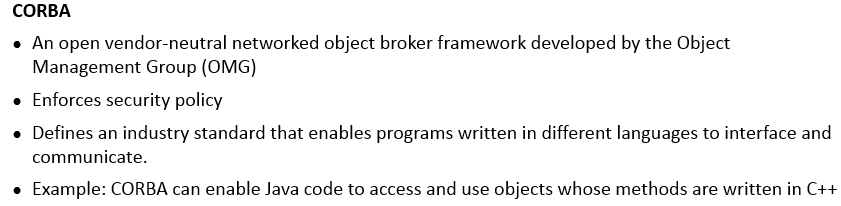 CORBA
• An open vendor-neutral networked object broker framework developed by the Object
Management Group (OMG)
• Enforces security policy
• Defines an industry standard that enables programs written in different languages to interface and
communicate.
• Example: CORBA can enable Java code to access and use objects whose methods are written in C++